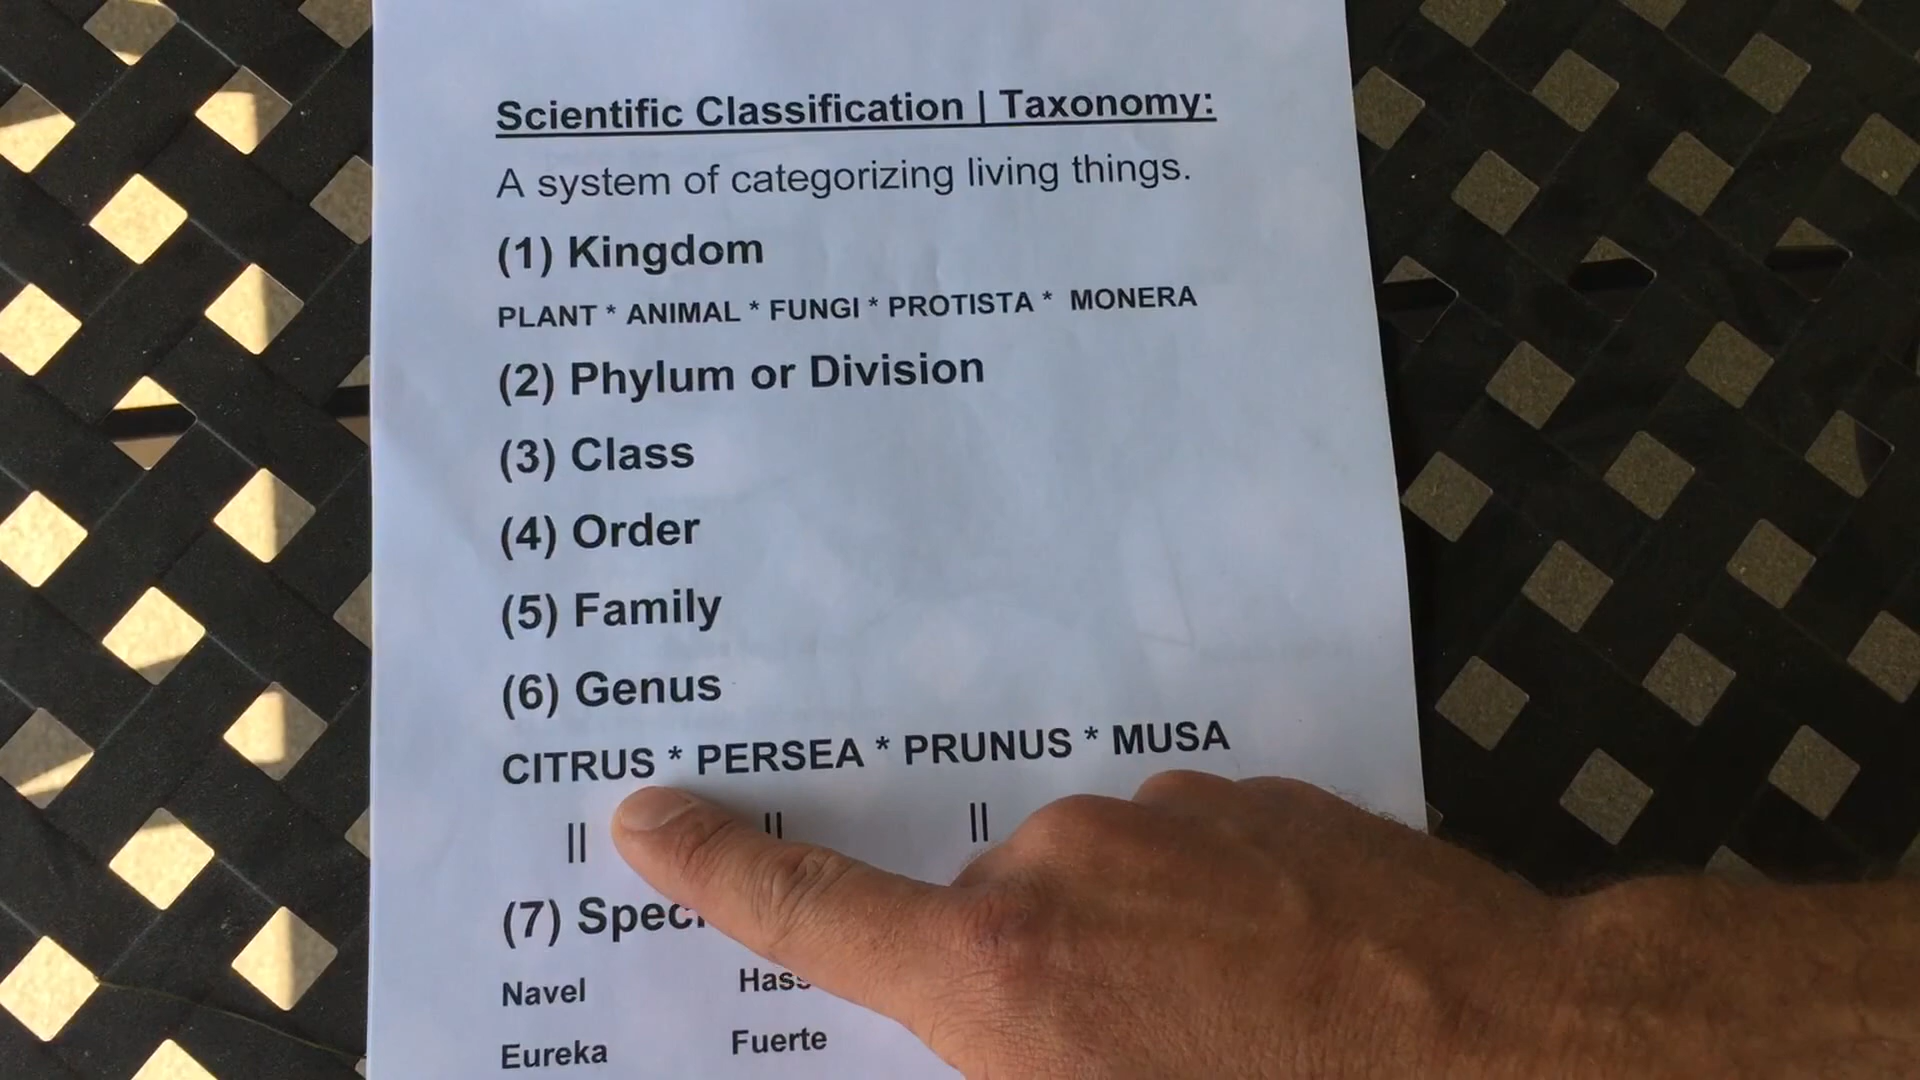 Scientific Classification | Taxonomy:
A system of categorizing living things.
(1) Kingdom
PLANT * ANIMAL * FUNGI * PROTISTA * MONERA
(2) Phylum or Division
(3) Class
(4) Order
(5) Family
(6) Genus
CITRUS * PERSEA * PRUNUS * MUSA
|| || ||
(7)
Navel Hass
Eureka Fuerte